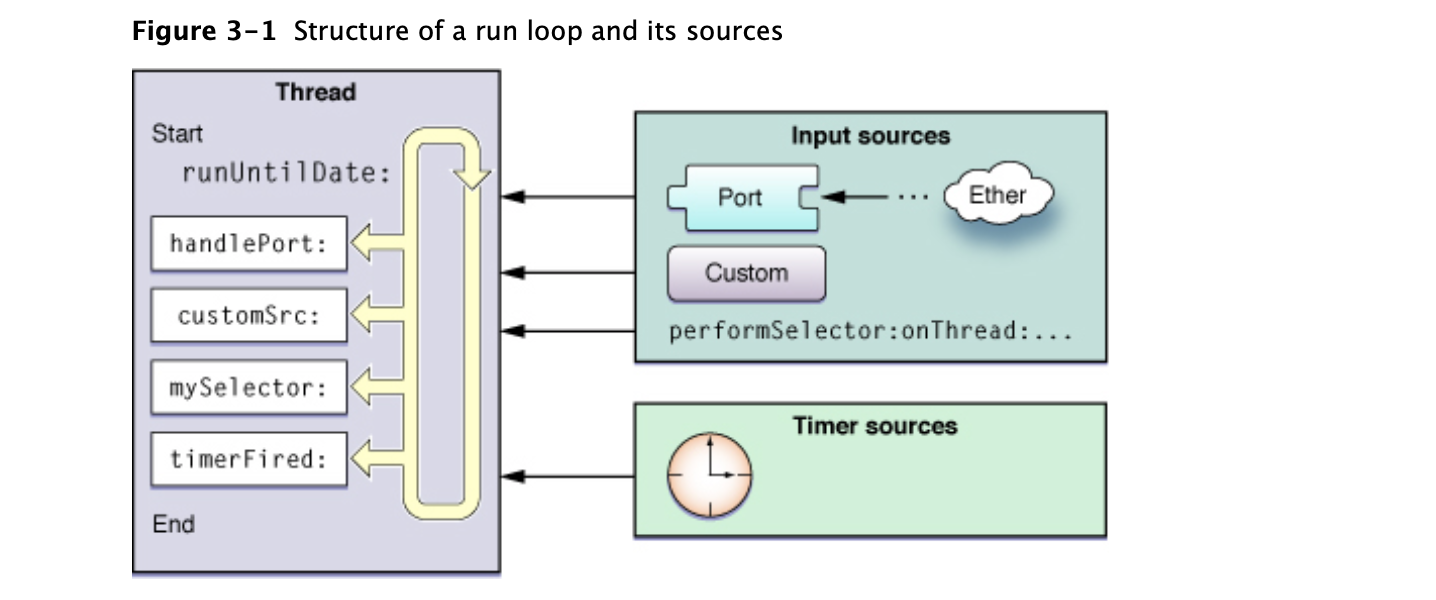 Figure 3-1 Structure of a run loop and its sources
Thread
Start
runUntilDate:
handlePort:
customSrc:
mySelector:
timerFired:
End
Input sources
Port
...
Ether
Custom
performSelector:onThread:...
Timer sources